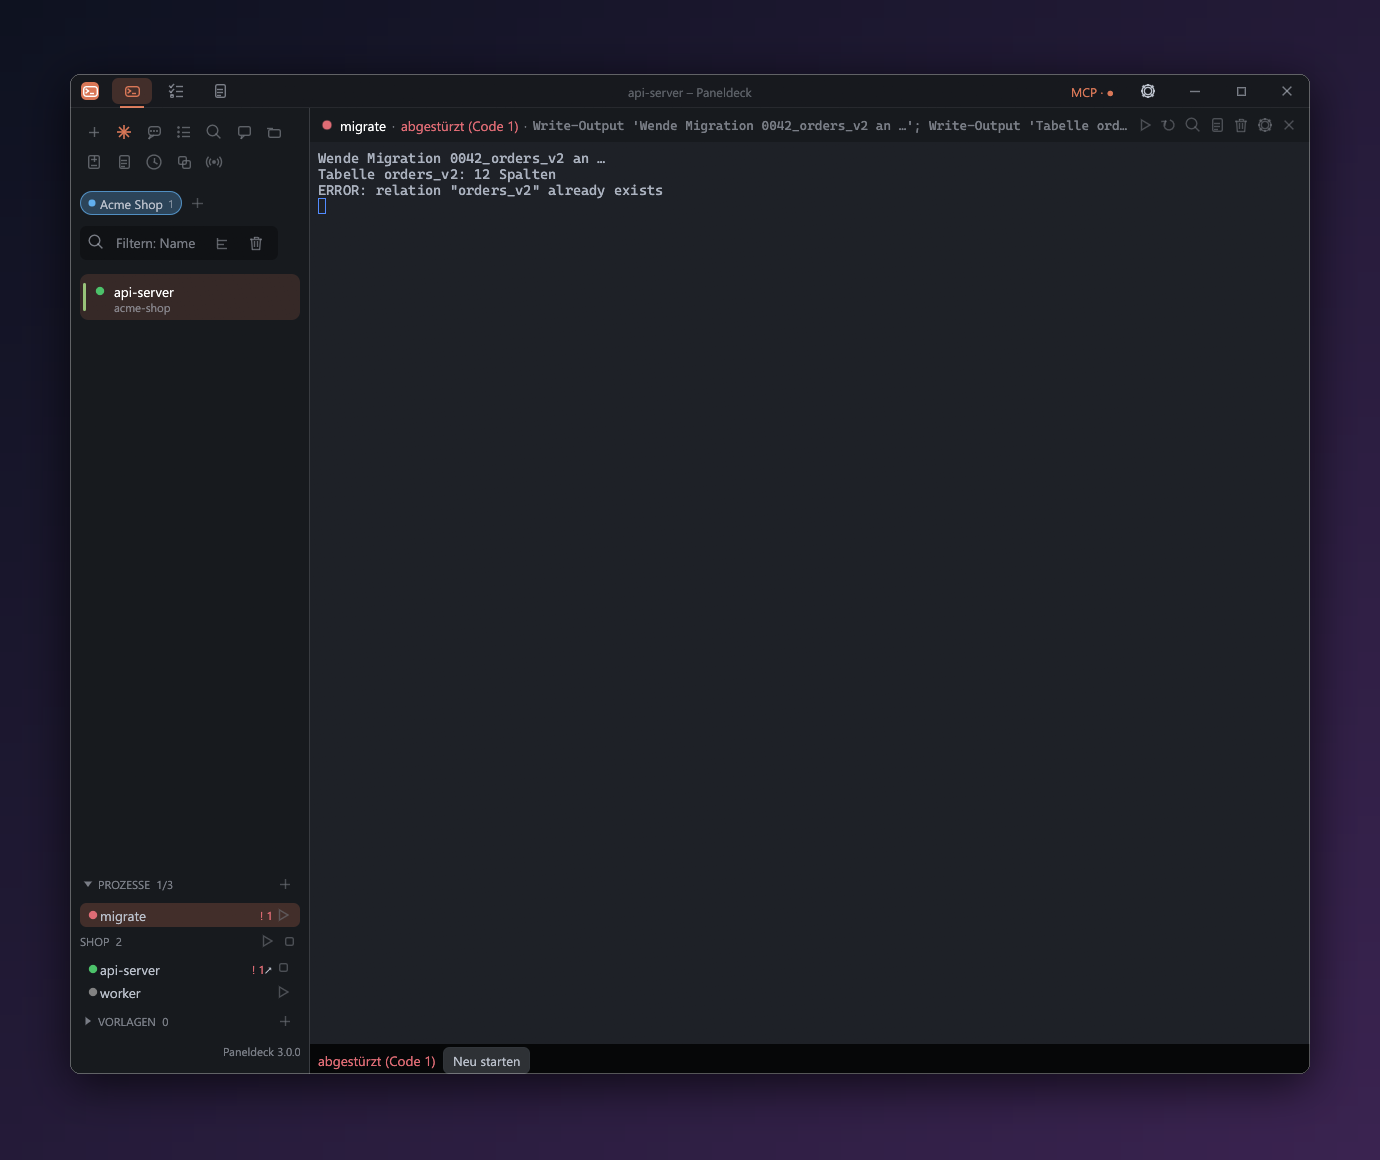 api-server – Paneldeck
MCP ·
migrate · abgestürzt (Code 1) · Write-Output 'Wende Migration 0042_orders_v2 an …'; Write-Output 'Tabelle ord…
Acme Shop 1
Filtern: Name
api-server
acme-shop
Wende Migration 0042_orders_v2 an …
Tabelle orders_v2: 12 Spalten
ERROR: relation "orders_v2" already exists
PROZESSE 1/3
migrate ! 1
SHOP 2
api-server ! 1
worker
VORLAGEN 0
Paneldeck 3.0.0
abgestürzt (Code 1) Neu starten